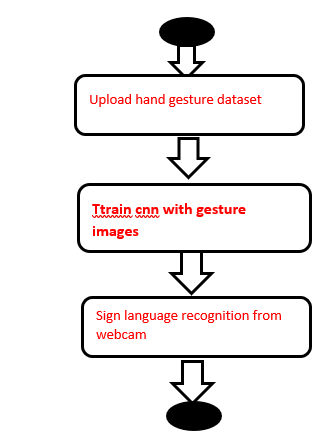 Upload hand gesture dataset
Ttrain cnn with gesture
images
Sign language recognition from
webcam